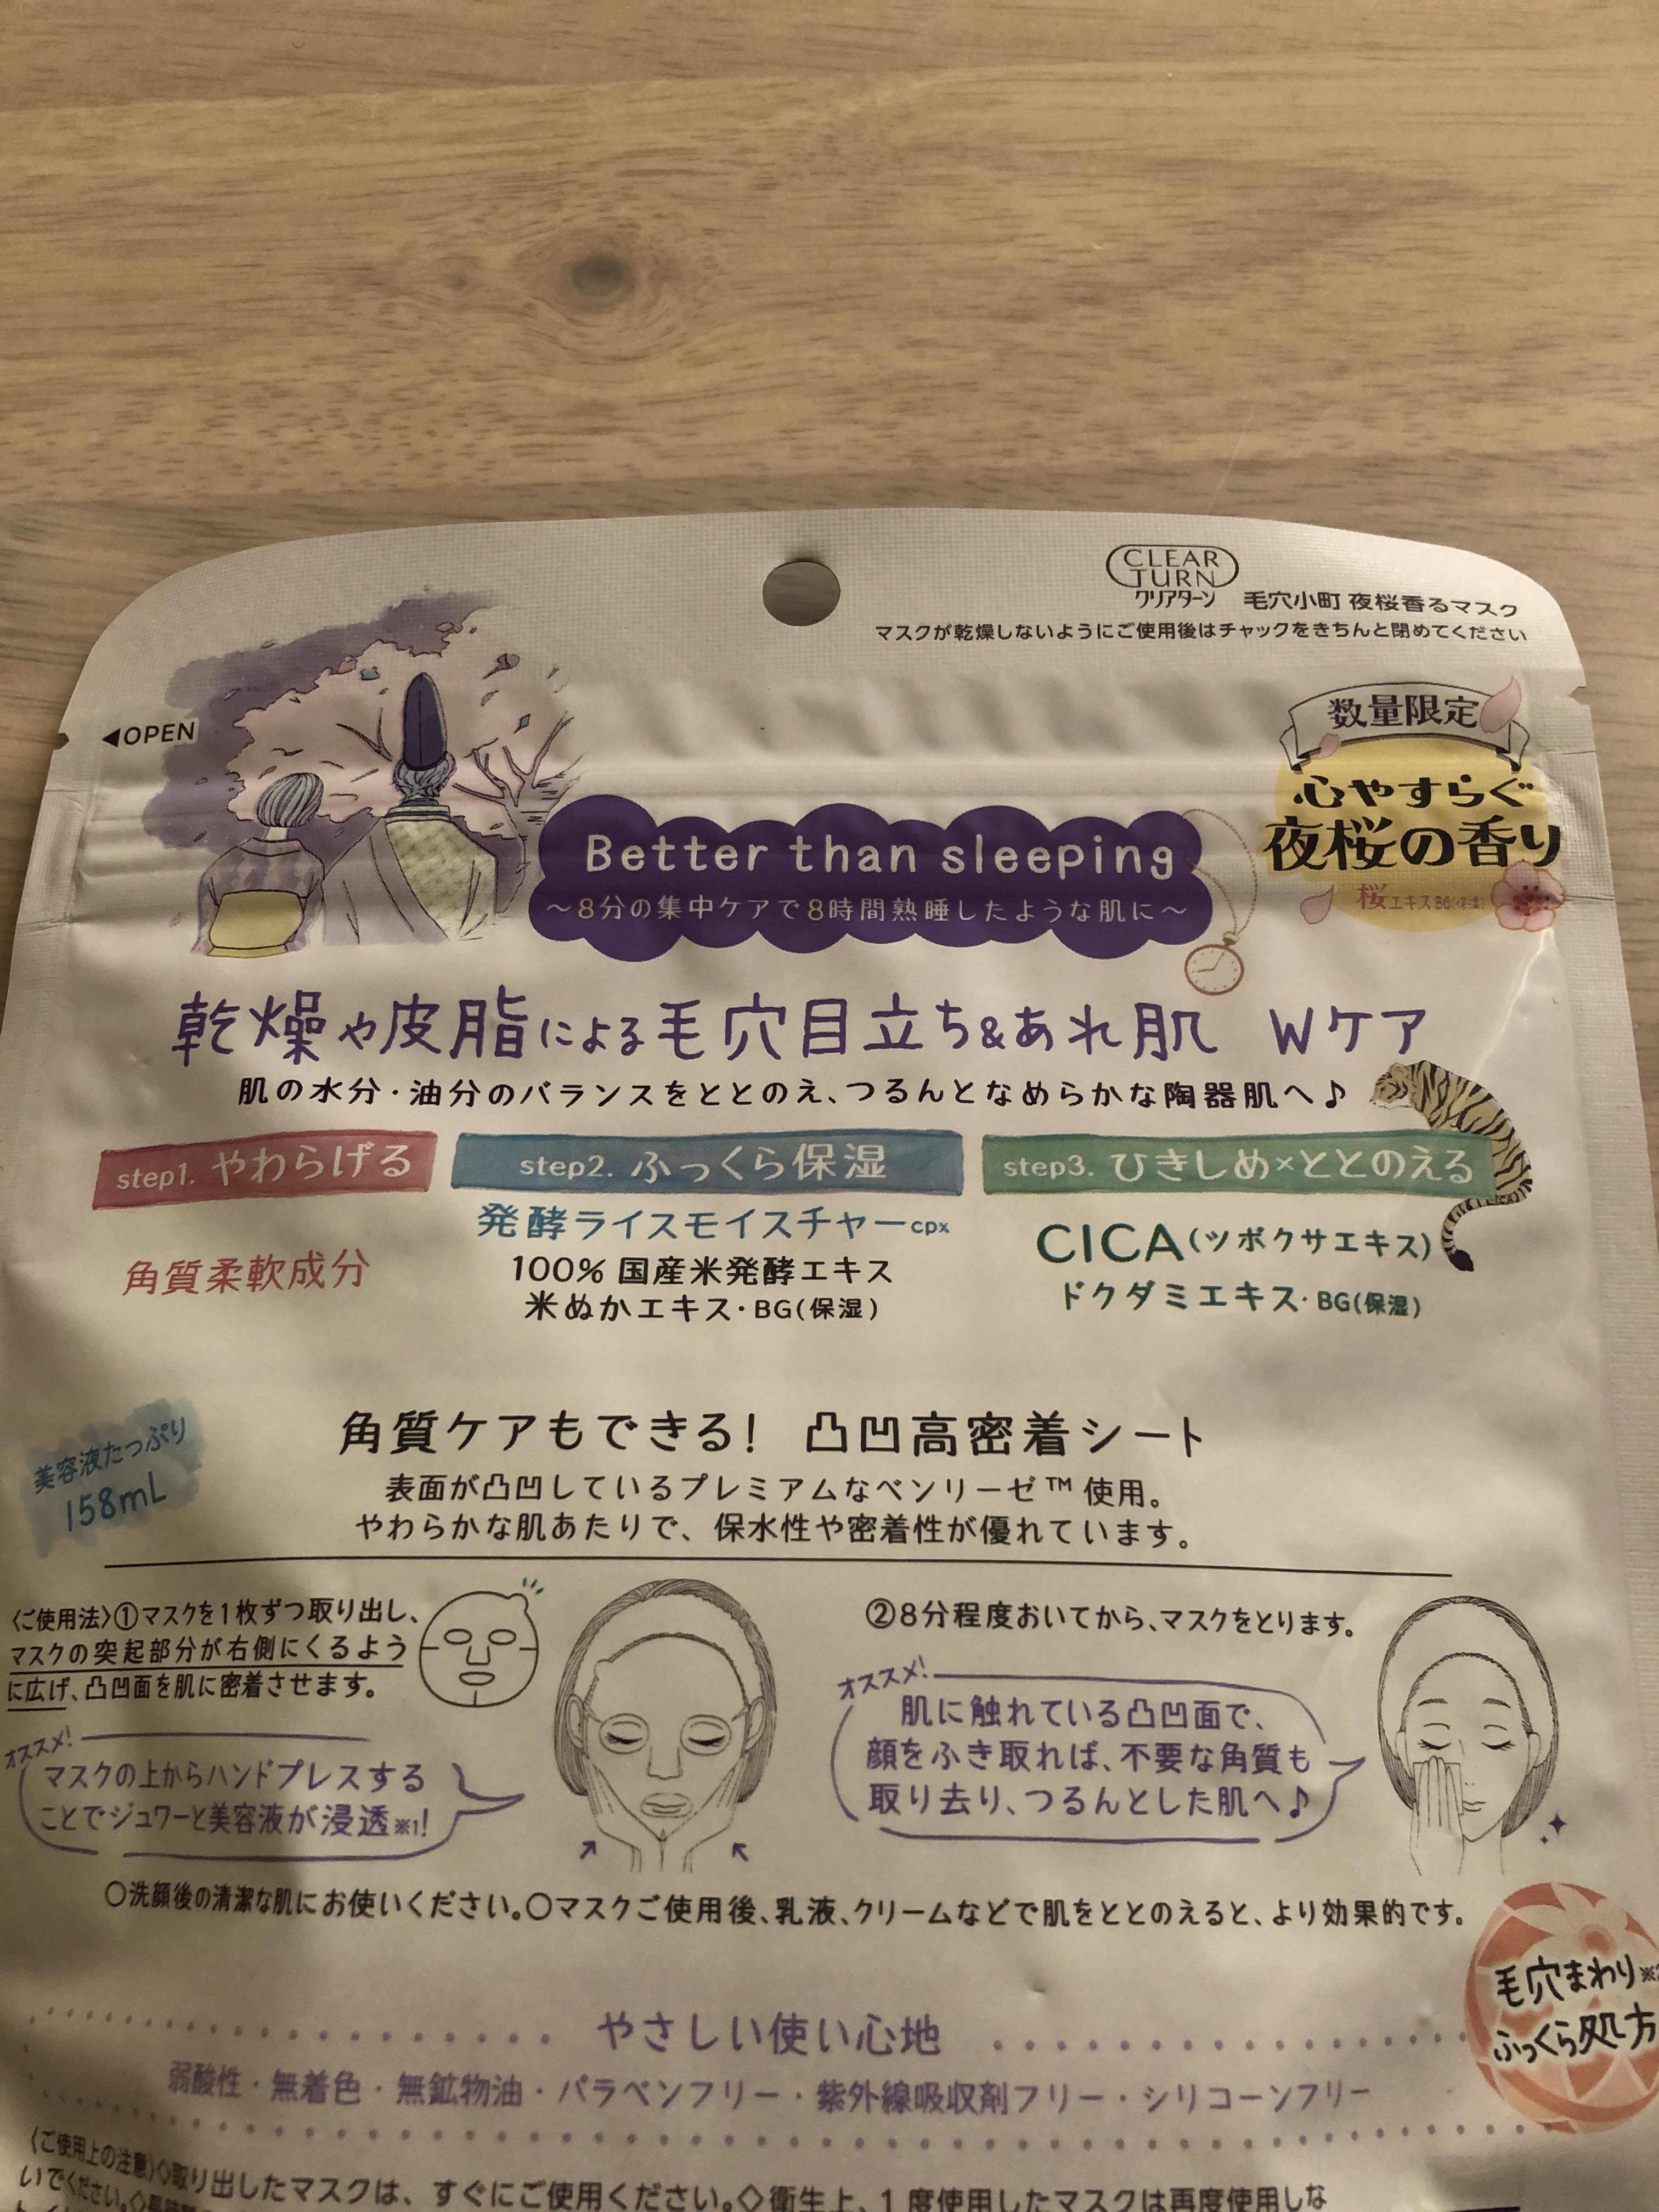 CLEAR
TURN
クリアターン 毛穴小町 夜桜香るマスク
マスクが乾燥しないようにご使用後はチャックをきちんと閉めてください
◀OPEN
数量限定
心やすらぐ
夜桜の香り
桜エキスBG(保湿)
Better than sleeping
〜8分の集中ケアで8時間熟睡したような肌に〜
乾燥や皮脂による毛穴目立ち&あれ肌 Wケア
肌の水分・油分のバランスをととのえ、つるんとなめらかな陶器肌へ♪
step1. やわらげる
角質柔軟成分
step2. ふっくら保湿
発酵ライスモイスチャーcpx
100% 国産米発酵エキス
米ぬかエキス・BG(保湿)
step3. ひきしめ×ととのえる
CICA(ツボクサエキス)
ドクダミエキス・BG(保湿)
美容液たっぷり
158mL
角質ケアもできる! 凸凹高密着シート
表面が凸凹しているプレミアムなベンリーゼ™使用。
やわらかな肌あたりで、保水性や密着性が優れています。
〈ご使用法〉①マスクを1枚ずつ取り出し、
マスクの突起部分が右側にくるよう
に広げ、凸凹面を肌に密着させます。
オススメ!
マスクの上からハンドプレスする
ことでジュワーと美容液が浸透※1!
②8分程度おいてから、マスクをとります。
オススメ!
肌に触れている凸凹面で、
顔をふき取れば、不要な角質も
取り去り、つるんとした肌へ♪
○洗顔後の清潔な肌にお使いください。○マスクご使用後、乳液、クリームなどで肌をととのえると、より効果的です。
毛穴まわり※2
ふっくら処方
やさしい使い心地
弱酸性・無着色・無鉱物油・パラベンフリー・紫外線吸収剤フリー・シリコーンフリー
〈ご使用上の注意〉◇取り出したマスクは、すぐにご使用ください。◇衛生上、1度使用したマスクは再度使用しな
いでください。